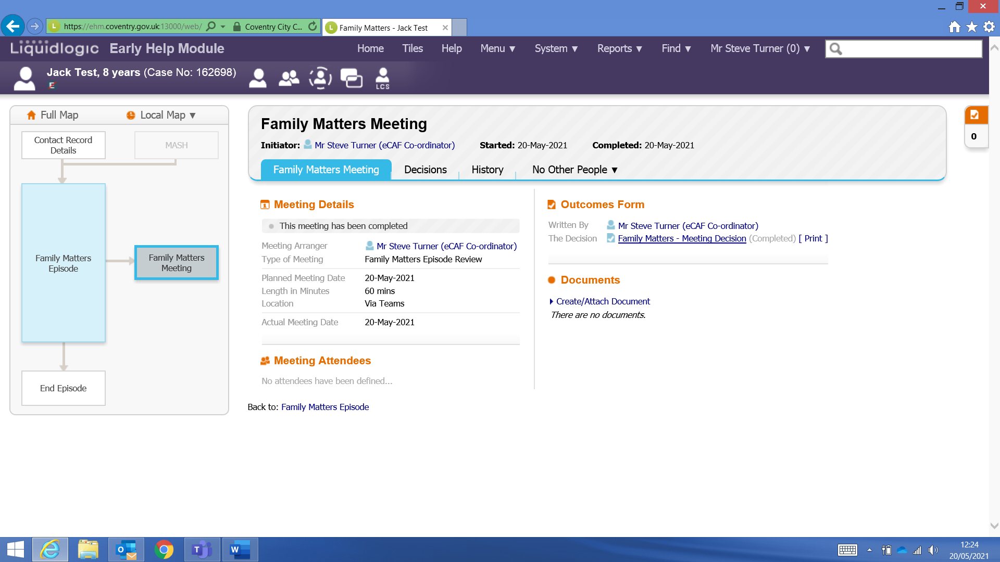 https://ehm.coventry.gov.uk:13000/web/
Coventry City C...
Family Matters - Jack Test
Liquidlogic Early Help Module
Home Tiles Help Menu ▼ System ▼ Reports ▼ Find ▼ Mr Steve Turner (0) ▼
Jack Test, 8 years (Case No: 162698)
LCS
Full Map
Local Map ▼
Contact Record
Details
MASH
Family Matters
Episode
Family Matters
Meeting
End Episode
Family Matters Meeting
Initiator: Mr Steve Turner (eCAF Co-ordinator) Started: 20-May-2021 Completed: 20-May-2021
Family Matters Meeting Decisions History No Other People ▼
0
Meeting Details
This meeting has been completed
Meeting Arranger Mr Steve Turner (eCAF Co-ordinator)
Type of Meeting Family Matters Episode Review
Planned Meeting Date 20-May-2021
Length in Minutes 60 mins
Location Via Teams
Actual Meeting Date 20-May-2021
Meeting Attendees
No attendees have been defined...
Outcomes Form
Written By Mr Steve Turner (eCAF Co-ordinator)
The Decision Family Matters - Meeting Decision (Completed) [ Print ]
Documents
Create/Attach Document
There are no documents.
Back to: Family Matters Episode
12:24
20/05/2021